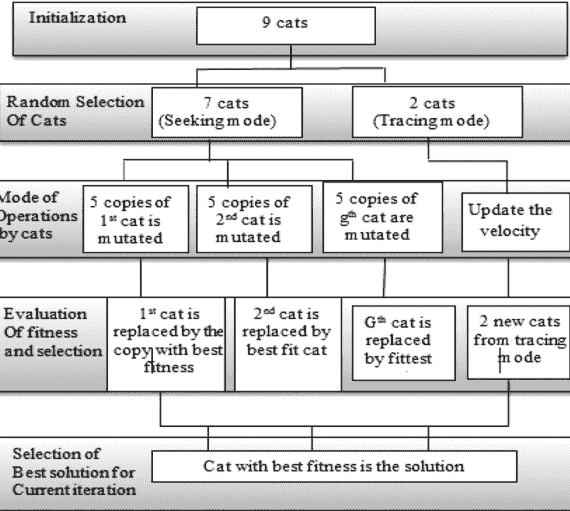 Initialization
9 cats
Random Selection
Of Cats
7 cats
(Seeking mode)
2 cats
(Tracing mode)
Mode of
Operations
by cats
5 copies of
1st cat is
mutated
5 copies of
2nd cat is
mutated
5 copies of
gth cat are
mutated
Update the
velocity
Evaluation
Of fitness
and selection
1st cat is
replaced by the
copy with best
fitness
2nd cat is
replaced by
best fit cat
Gth cat is
replaced
by fittest
2 new cats
from tracing
mode
Selection of
Best solution for
Current iteration
Cat with best fitness is the solution